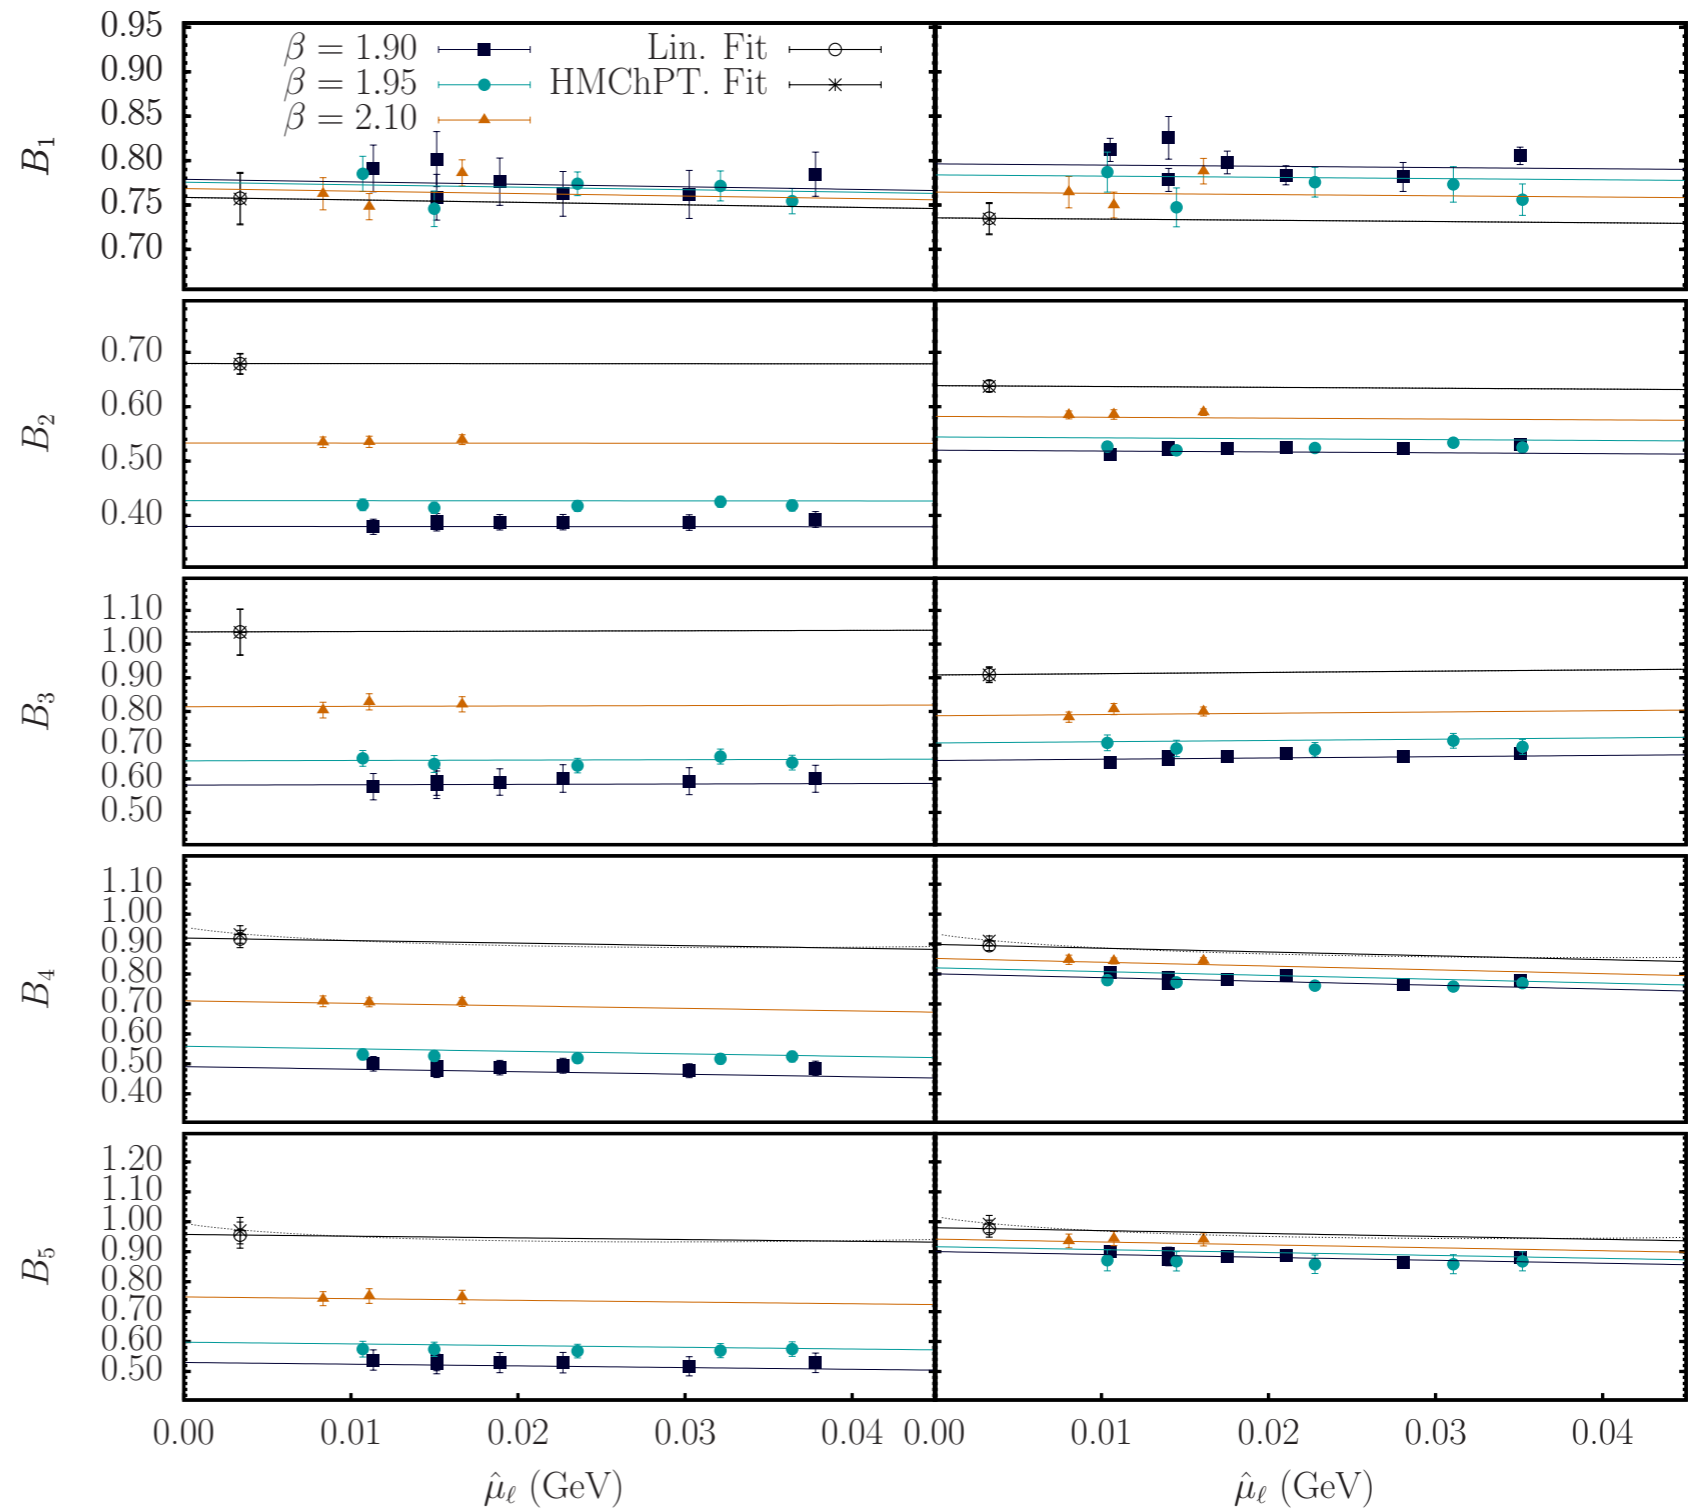 β = 1.90
β = 1.95
β = 2.10
Lin. Fit
HMChPT. Fit
B₁
0.95
0.90
0.85
0.80
0.75
0.70
B₂
0.70
0.60
0.50
0.40
B₃
1.10
1.00
0.90
0.80
0.70
0.60
0.50
B₄
1.10
1.00
0.90
0.80
0.70
0.60
0.50
0.40
B₅
1.20
1.10
1.00
0.90
0.80
0.70
0.60
0.50
0.00 0.01 0.02 0.03 0.04 0.00 0.01 0.02 0.03 0.04
μ̂_ℓ (GeV) μ̂_ℓ (GeV)